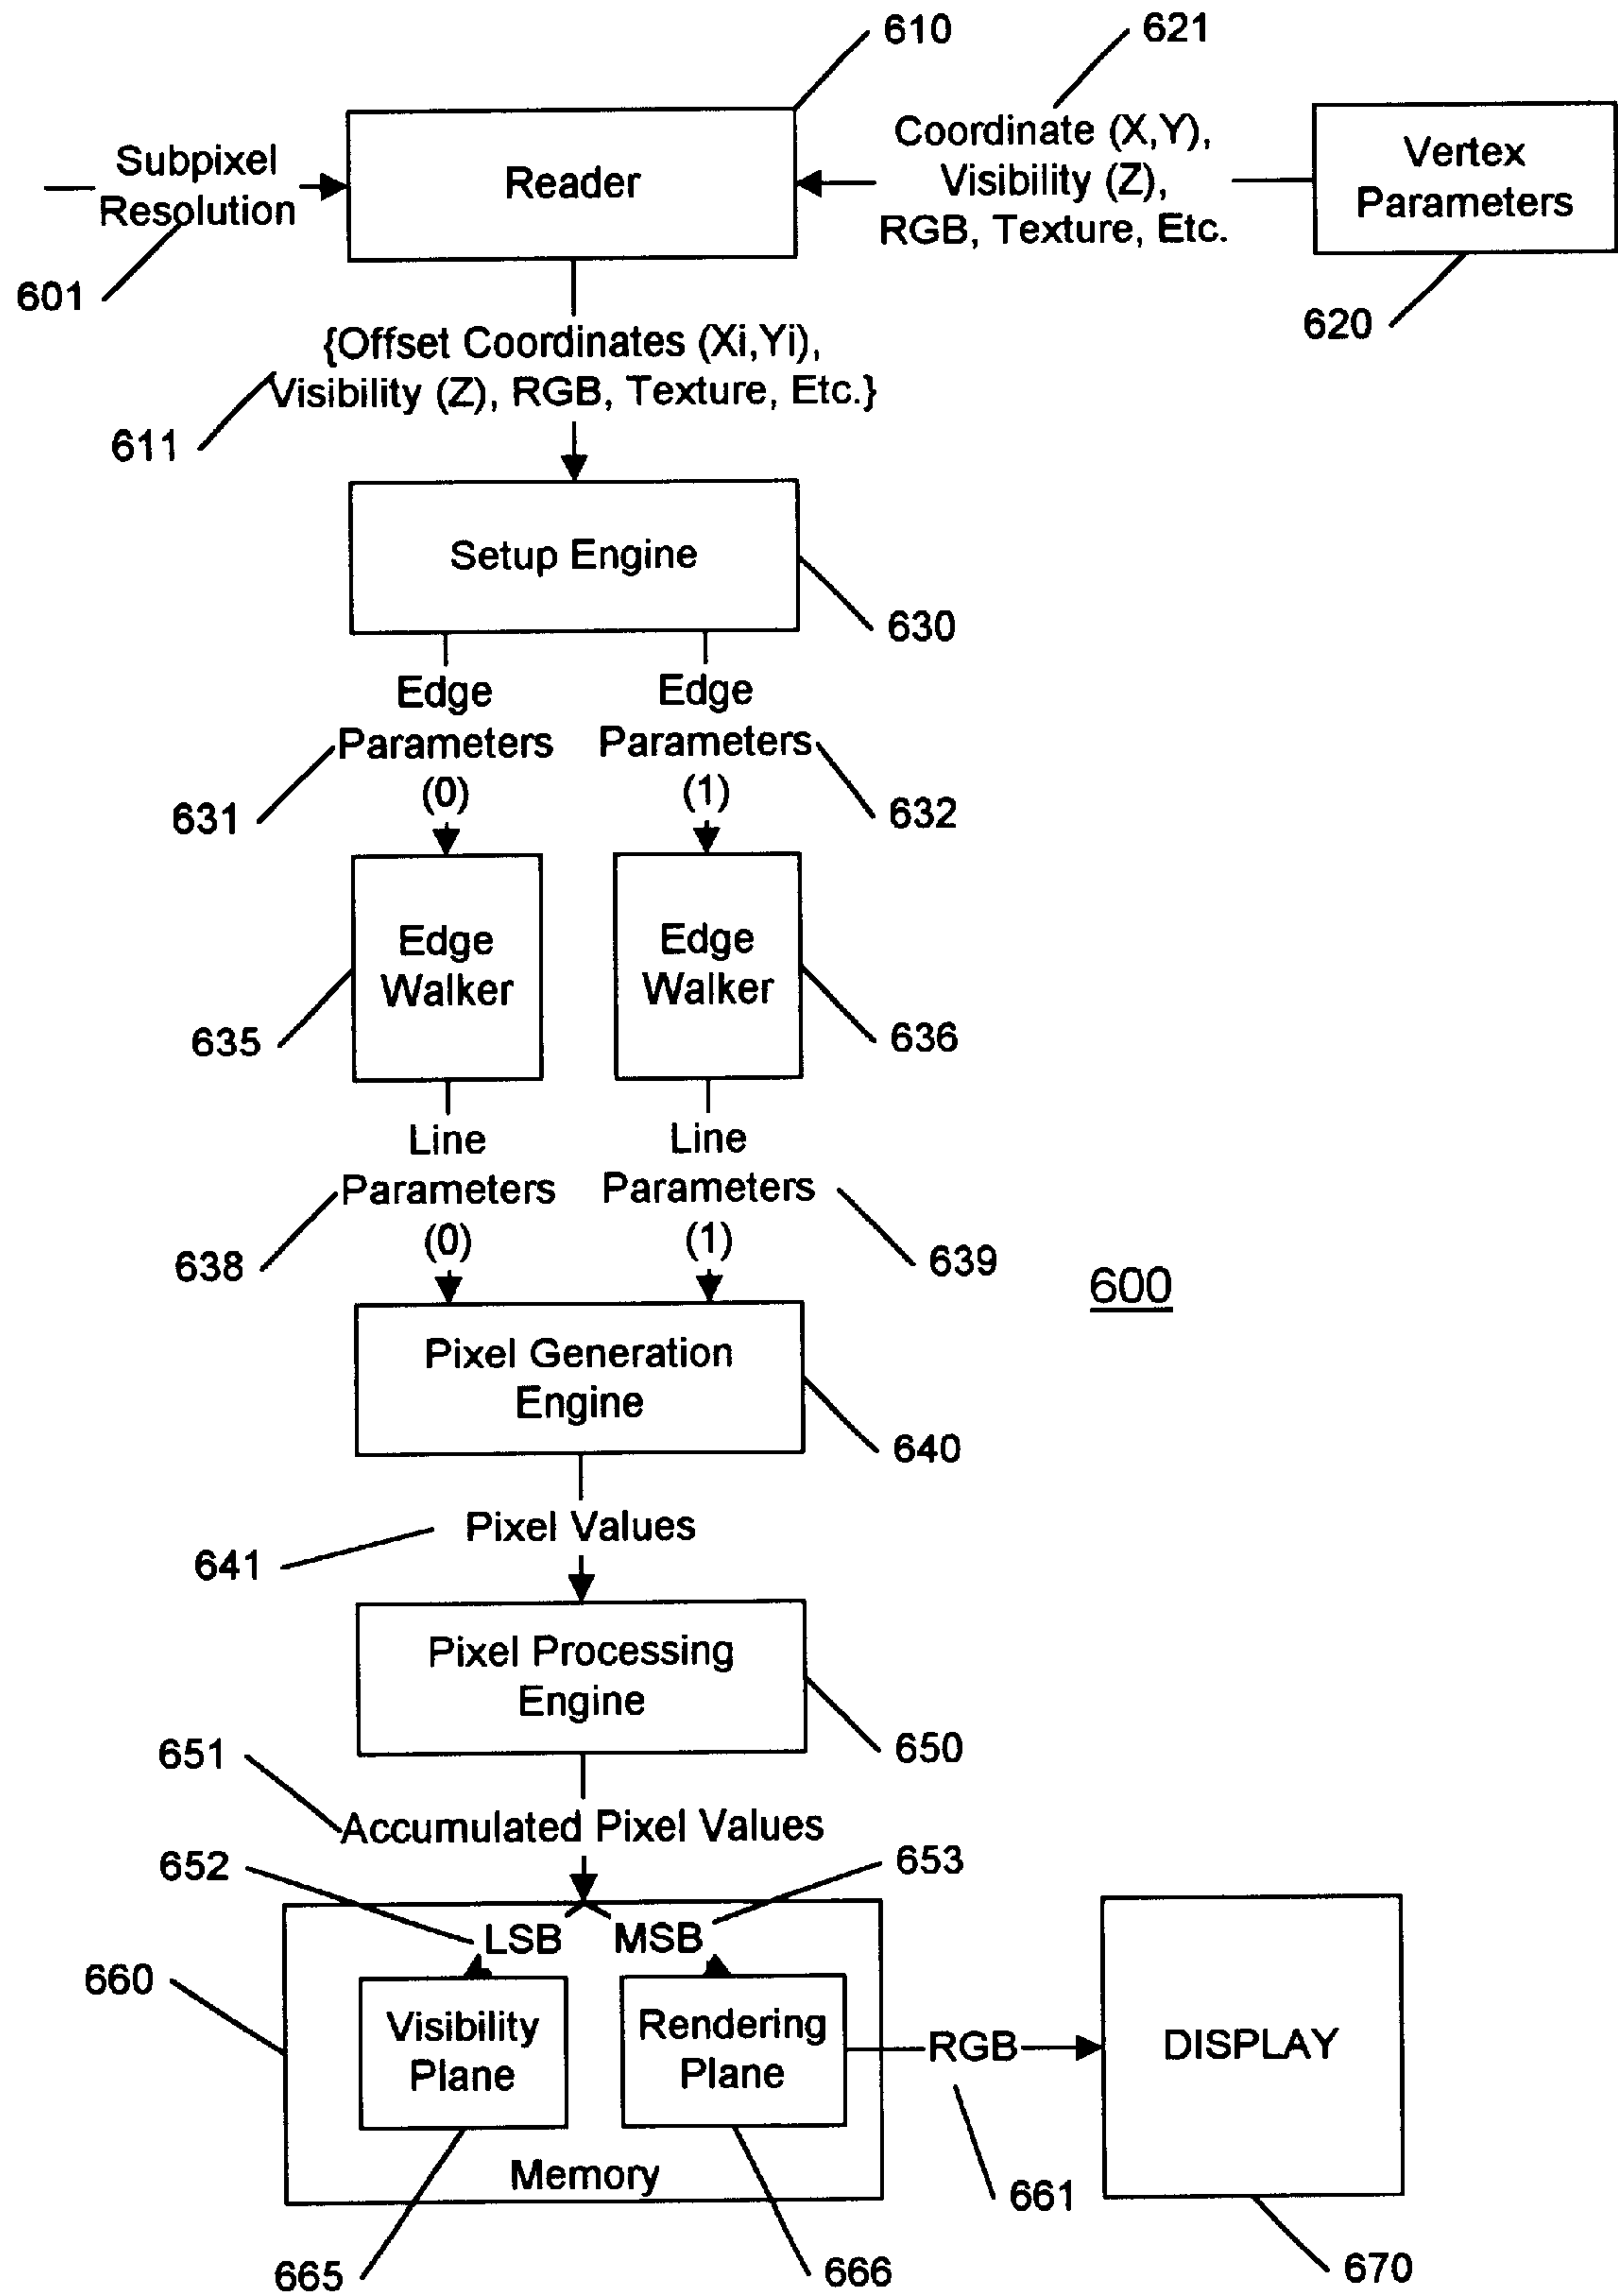 610
621
Subpixel
Resolution
601
Reader
Coordinate (X,Y),
Visibility (Z),
RGB, Texture, Etc.
Vertex
Parameters
620
{Offset Coordinates (Xi,Yi),
Visibility (Z), RGB, Texture, Etc.}
611
Setup Engine
630
Edge
Parameters
(0)
631
Edge
Parameters
(1)
632
Edge
Walker
635
Edge
Walker
636
Line
Parameters
(0)
638
Line
Parameters
(1)
639
600
Pixel Generation
Engine
640
Pixel Values
641
Pixel Processing
Engine
650
651
Accumulated Pixel Values
652
653
LSB
MSB
660
Visibility
Plane
Rendering
Plane
RGB
DISPLAY
Memory
661
665
666
670